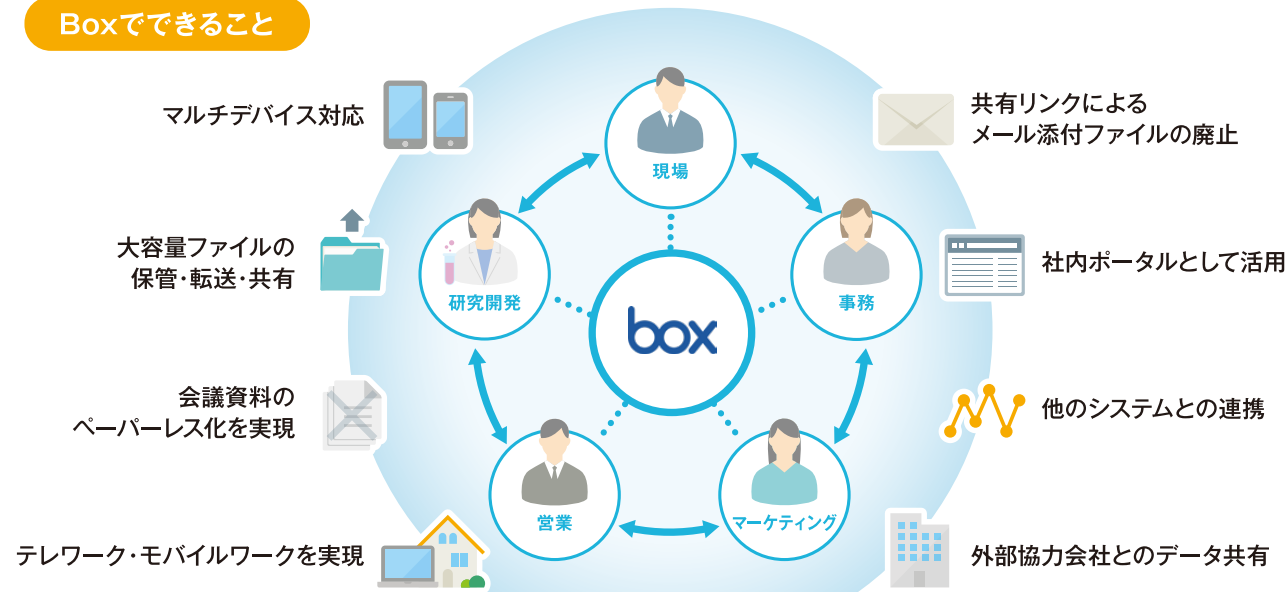 Boxでできること
マルチデバイス対応
共有リンクによる
メール添付ファイルの廃止
現場
大容量ファイルの
保管・転送・共有
研究開発
事務
社内ポータルとして活用
box
会議資料の
ペーパーレス化を実現
他のシステムとの連携
営業
マーケティング
テレワーク・モバイルワークを実現
外部協力会社とのデータ共有